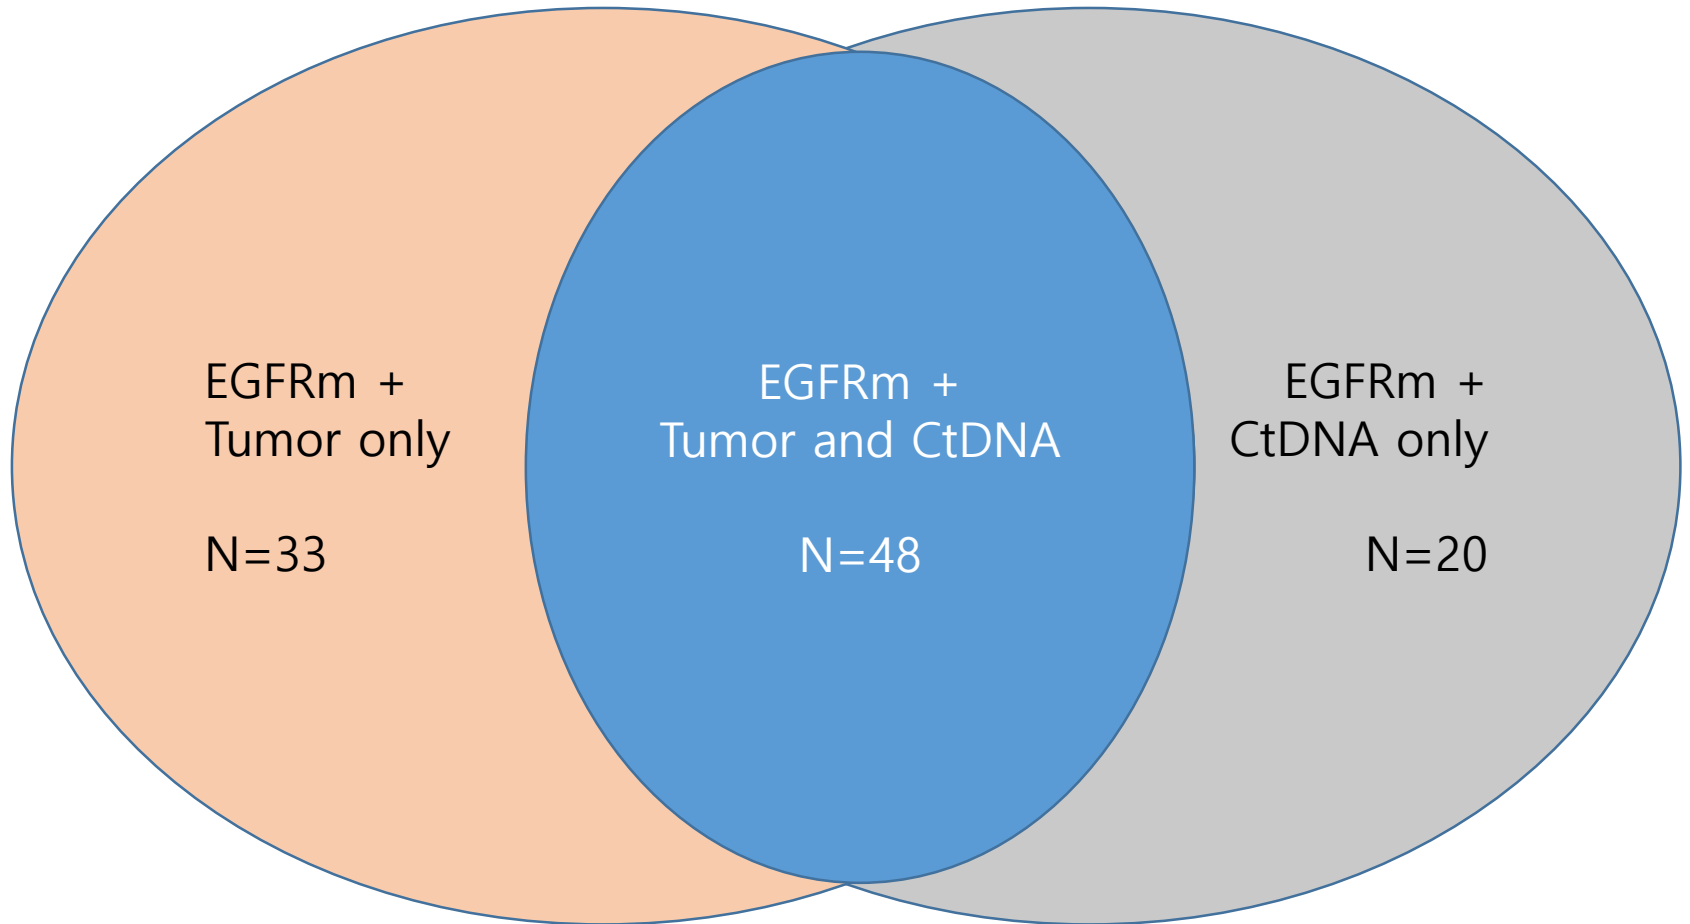 EGFRm +
Tumor only
N=33
EGFRm +
Tumor and CtDNA
N=48
EGFRm +
CtDNA only
N=20